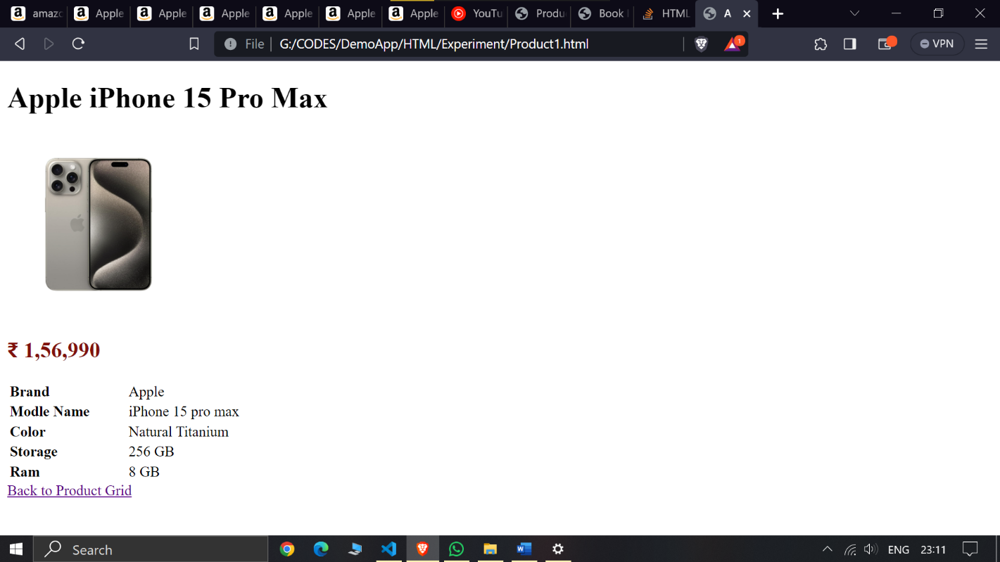 amazo
Apple
Apple
Apple
Apple
Apple
Apple
YouTu
Produ
Book
HTML
A
File
G:/CODES/DemoApp/HTML/Experiment/Product1.html
1
VPN
Apple iPhone 15 Pro Max
₹ 1,56,990
Brand Apple
Modle Name iPhone 15 pro max
Color Natural Titanium
Storage 256 GB
Ram 8 GB
Back to Product Grid
Search
ENG
23:11